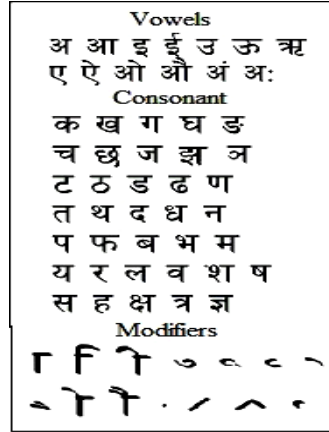 Vowels
अ आ इ ई उ ऊ ऋ
ए ऐ ओ औ अं अः
Consonant
क ख ग घ ङ
च छ ज झ ञ
ट ठ ड ढ ण
त थ द ध न
प फ ब भ म
य र ल व श ष
स ह क्ष त्र ज्ञ
Modifiers